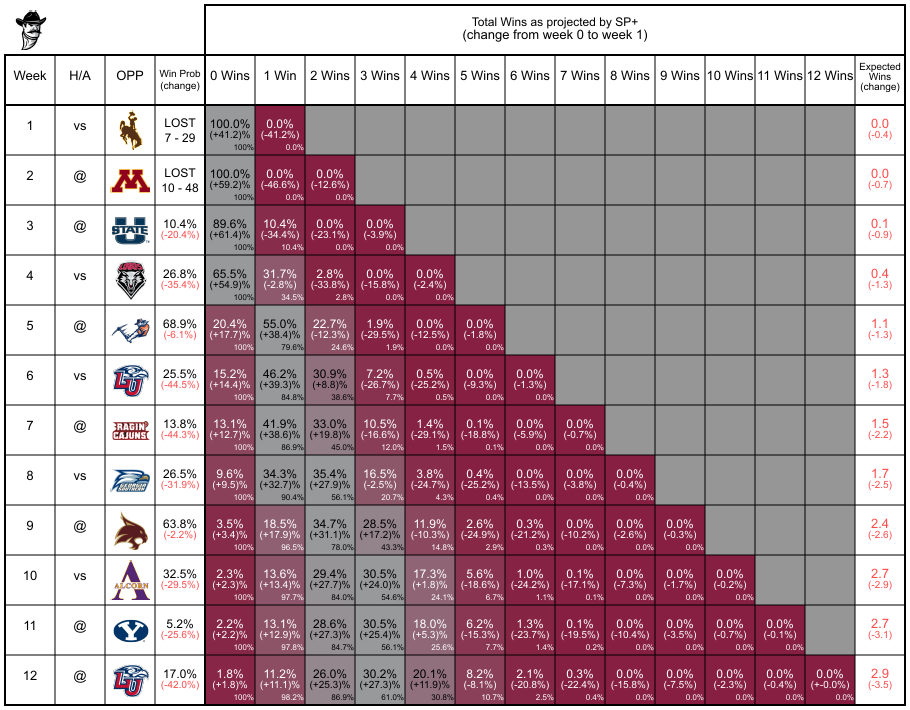 Total Wins as projected by SP+
(change from week 0 to week 1)
Week H/A OPP Win Prob (change) 0 Wins 1 Win 2 Wins 3 Wins 4 Wins 5 Wins 6 Wins 7 Wins 8 Wins 9 Wins 10 Wins 11 Wins 12 Wins Expected Wins (change)
1 vs LOST 100.0% 0.0% 0.0
7 - 29 (+41.2)% (-41.2%) (-0.4)
100% 0.0%
2 @ M LOST 100.0% 0.0% 0.0% 0.0
10 - 48 (+59.2)% (-46.6%) (-12.6%) (-0.7)
100% 0.0% 0.0%
3 @ STATE 10.4% 89.6% 10.4% 0.0% 0.0% 0.1
(-20.4%) (+61.4)% (-34.4%) (-23.1%) (-3.9%) (-0.9)
100% 10.4% 0.0% 0.0%
4 vs 26.8% 65.5% 31.7% 2.8% 0.0% 0.0% 0.4
(-35.4%) (+54.9)% (-2.8%) (-33.8%) (-15.8%) (-2.4%) (-1.3)
100% 34.5% 2.8% 0.0% 0.0%
5 @ 68.9% 20.4% 55.0% 22.7% 1.9% 0.0% 0.0% 1.1
(-6.1%) (+17.7)% (+38.4)% (-12.3%) (-29.5%) (-12.5%) (-1.8%) (-1.3)
100% 79.6% 24.6% 1.9% 0.0% 0.0%
6 vs LU 25.5% 15.2% 46.2% 30.9% 7.2% 0.5% 0.0% 0.0% 1.3
(-44.5%) (+14.4)% (+39.3)% (+8.8)% (-26.7%) (-25.2%) (-9.3%) (-1.3%) (-1.8)
100% 84.8% 38.6% 7.7% 0.5% 0.0% 0.0%
7 @ RAGIN' CAJUNS 13.8% 13.1% 41.9% 33.0% 10.5% 1.4% 0.1% 0.0% 0.0% 1.5
(-44.3%) (+12.7)% (+38.6)% (+19.8)% (-16.6%) (-29.1%) (-18.8%) (-5.9%) (-0.7%) (-2.2)
100% 86.9% 45.0% 12.0% 1.5% 0.1% 0.0% 0.0%
8 vs GEORGIA SOUTHERN 26.5% 9.6% 34.3% 35.4% 16.5% 3.8% 0.4% 0.0% 0.0% 0.0% 1.7
(-31.9%) (+9.5)% (+32.7)% (+27.9)% (-2.5%) (-24.7%) (-25.2%) (-13.5%) (-3.8%) (-0.4%) (-2.5)
100% 90.4% 56.1% 20.7% 4.3% 0.4% 0.0% 0.0% 0.0%
9 @ 63.8% 3.5% 18.5% 34.7% 28.5% 11.9% 2.6% 0.3% 0.0% 0.0% 0.0% 2.4
(-2.2%) (+3.4)% (+17.9)% (+31.1)% (+17.2)% (-10.3%) (-24.9%) (-21.2%) (-10.2%) (-2.6%) (-0.3%) (-2.6)
100% 96.5% 78.0% 43.3% 14.8% 2.9% 0.3% 0.0% 0.0% 0.0%
10 vs ALCORN 32.5% 2.3% 13.6% 29.4% 30.5% 17.3% 5.6% 1.0% 0.1% 0.0% 0.0% 0.0% 2.7
(-29.5%) (+2.3)% (+13.4)% (+27.7)% (+24.0)% (+1.8)% (-18.6%) (-24.2%) (-17.1%) (-7.3%) (-1.7%) (-0.2%) (-2.9)
100% 97.7% 84.0% 54.6% 24.1% 6.7% 1.1% 0.1% 0.0% 0.0% 0.0%
11 @ Y 5.2% 2.2% 13.1% 28.6% 30.5% 18.0% 6.2% 1.3% 0.1% 0.0% 0.0% 0.0% 0.0% 2.7
(-25.6%) (+2.2)% (+12.9)% (+27.3)% (+25.4)% (+5.3)% (-15.3%) (-23.7%) (-19.5%) (-10.4%) (-3.5%) (-0.7%) (-0.1%) (-3.1)
100% 97.8% 84.7% 56.1% 25.6% 7.7% 1.4% 0.2% 0.0% 0.0% 0.0% 0.0%
12 @ LU 17.0% 1.8% 11.2% 26.0% 30.2% 20.1% 8.2% 2.1% 0.3% 0.0% 0.0% 0.0% 0.0% 0.0% 2.9
(-42.0%) (+1.8)% (+11.1)% (+25.3)% (+27.3)% (+11.9)% (-8.1%) (-20.8%) (-22.4%) (-15.8%) (-7.5%) (-2.3%) (-0.4%) (+-0.0% (-3.5)
100% 98.2% 86.9% 61.0% 30.8% 10.7% 2.5% 0.4% 0.0% 0.0% 0.0% 0.0% 0.0%